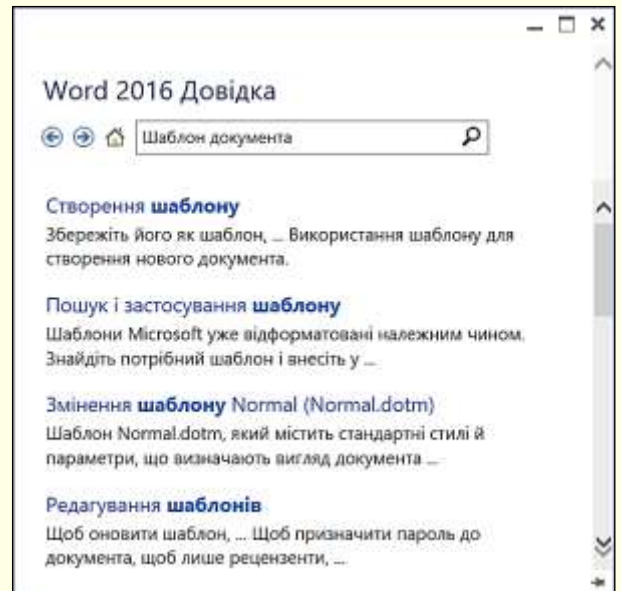 Word 2016 Довідка
Шаблон документа
Створення шаблону
Збережіть його як шаблон, ... Використання шаблону для
створення нового документа.
Пошук і застосування шаблону
Шаблони Microsoft уже відформатовані належним чином.
Знайдіть потрібний шаблон і внесіть у ...
Змінення шаблону Normal (Normal.dotm)
Шаблон Normal.dotm, який містить стандартні стилі й
параметри, що визначають вигляд документа ...
Редагування шаблонів
Щоб оновити шаблон, ... Щоб призначити пароль до
документа, щоб лише рецензенти, ...